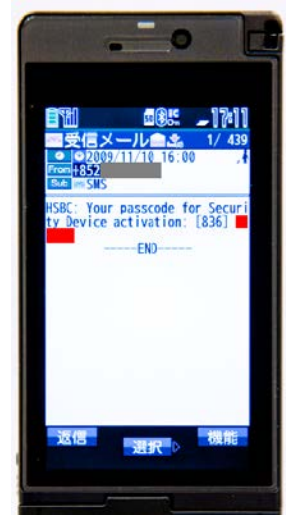 17:11
受信メール 1/ 439
2009/11/10 16:00
From +852
Sub SMS
HSBC: Your passcode for Securi
ty Device activation: [836]
-----END-----
返信 選択 機能